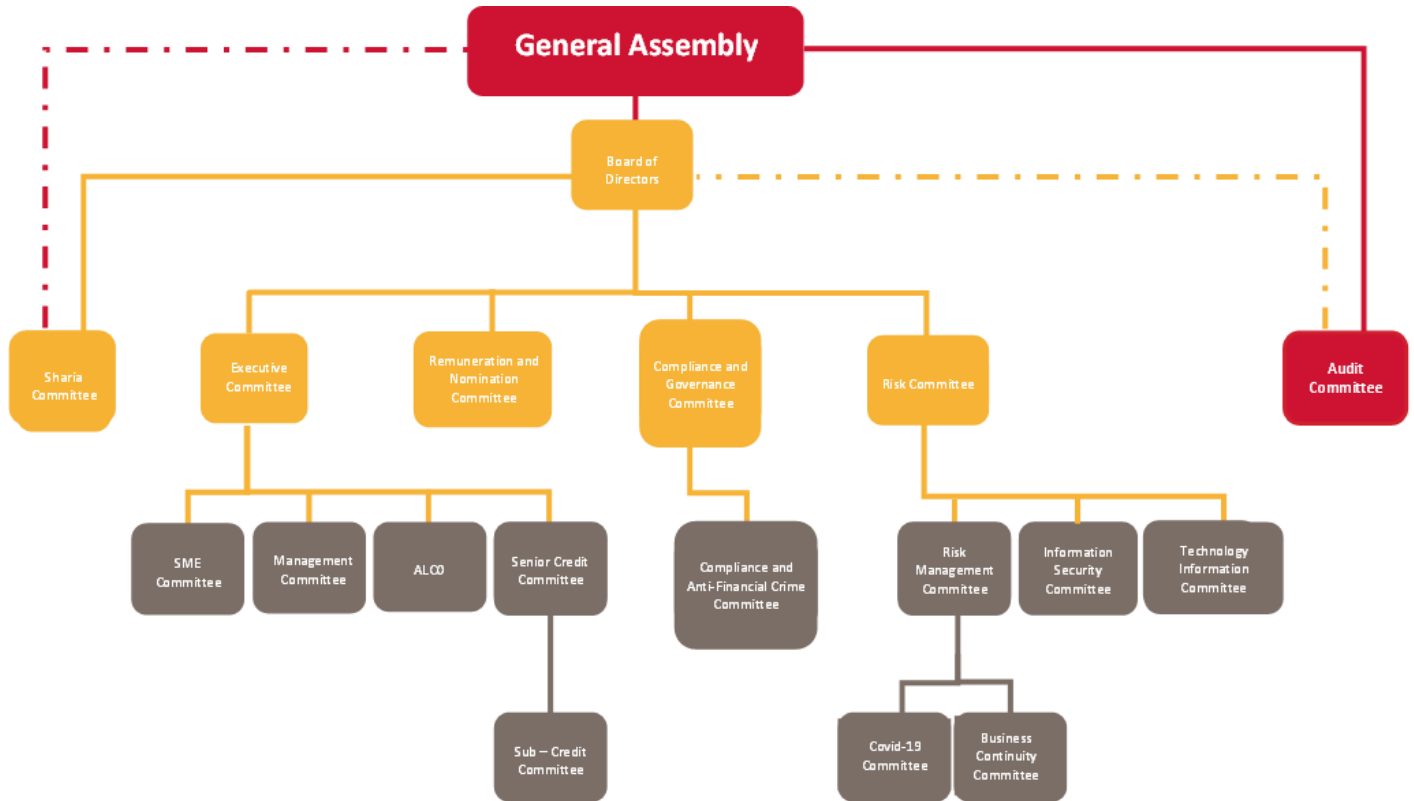 General Assembly
Board of
Directors
Sharia
Committee
Executive
Committee
Remuneration and
Nomination
Committee
Compliance and
Governance
Committee
Risk Committee
Audit
Committee
SME
Committee
Management
Committee
ALCO
Senior Credit
Committee
Compliance and
Anti-Financial Crime
Committee
Risk
Management
Committee
Information
Security
Committee
Technology
Information
Committee
Sub – Credit
Committee
Covid-19
Committee
Business
Continuity
Committee